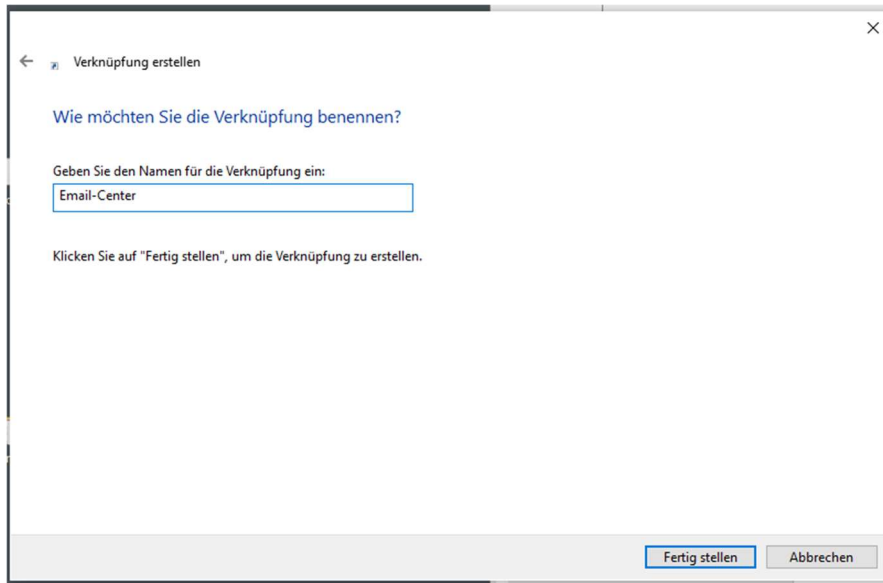 Verknüpfung erstellen
Wie möchten Sie die Verknüpfung benennen?
Geben Sie den Namen für die Verknüpfung ein:
Email-Center
Klicken Sie auf "Fertig stellen", um die Verknüpfung zu erstellen.
Fertig stellen
Abbrechen